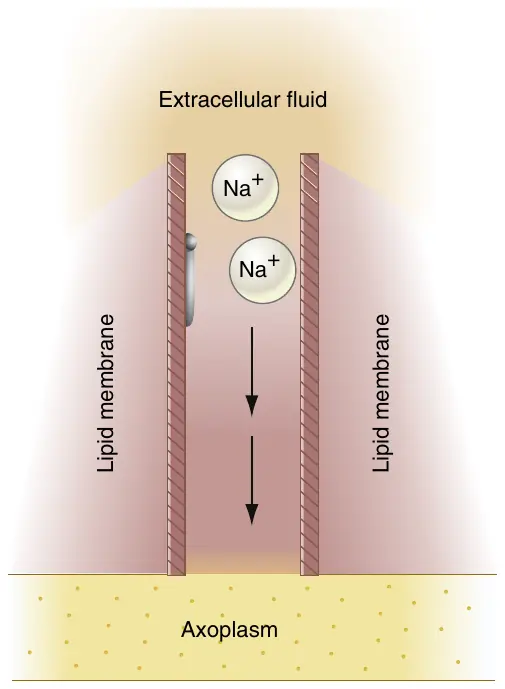 Extracellular fluid
Na+
Na+
Lipid membrane
Lipid membrane
Axoplasm